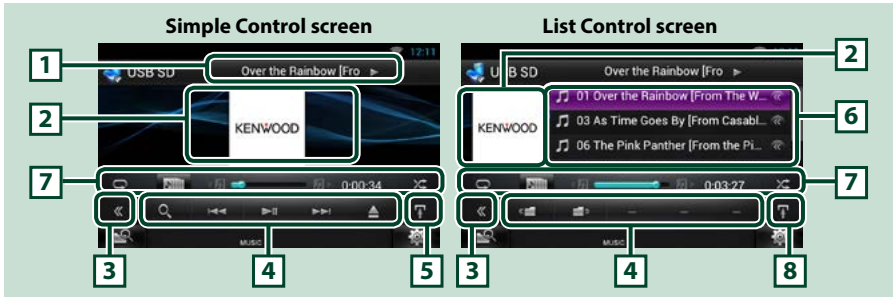 Simple Control screen
List Control screen
12:11
1
USB SD
Over the Rainbow [Fro
2
KENWOOD
7
0:00:34
MUSIC
3
4
5
2
USB SD
Over the Rainbow [Fro
KENWOOD
01 Over the Rainbow [From The W...
03 As Time Goes By [From Casabl...
06 The Pink Panther [From the Pi...
6
7
0:03:27
MUSIC
3
4
8